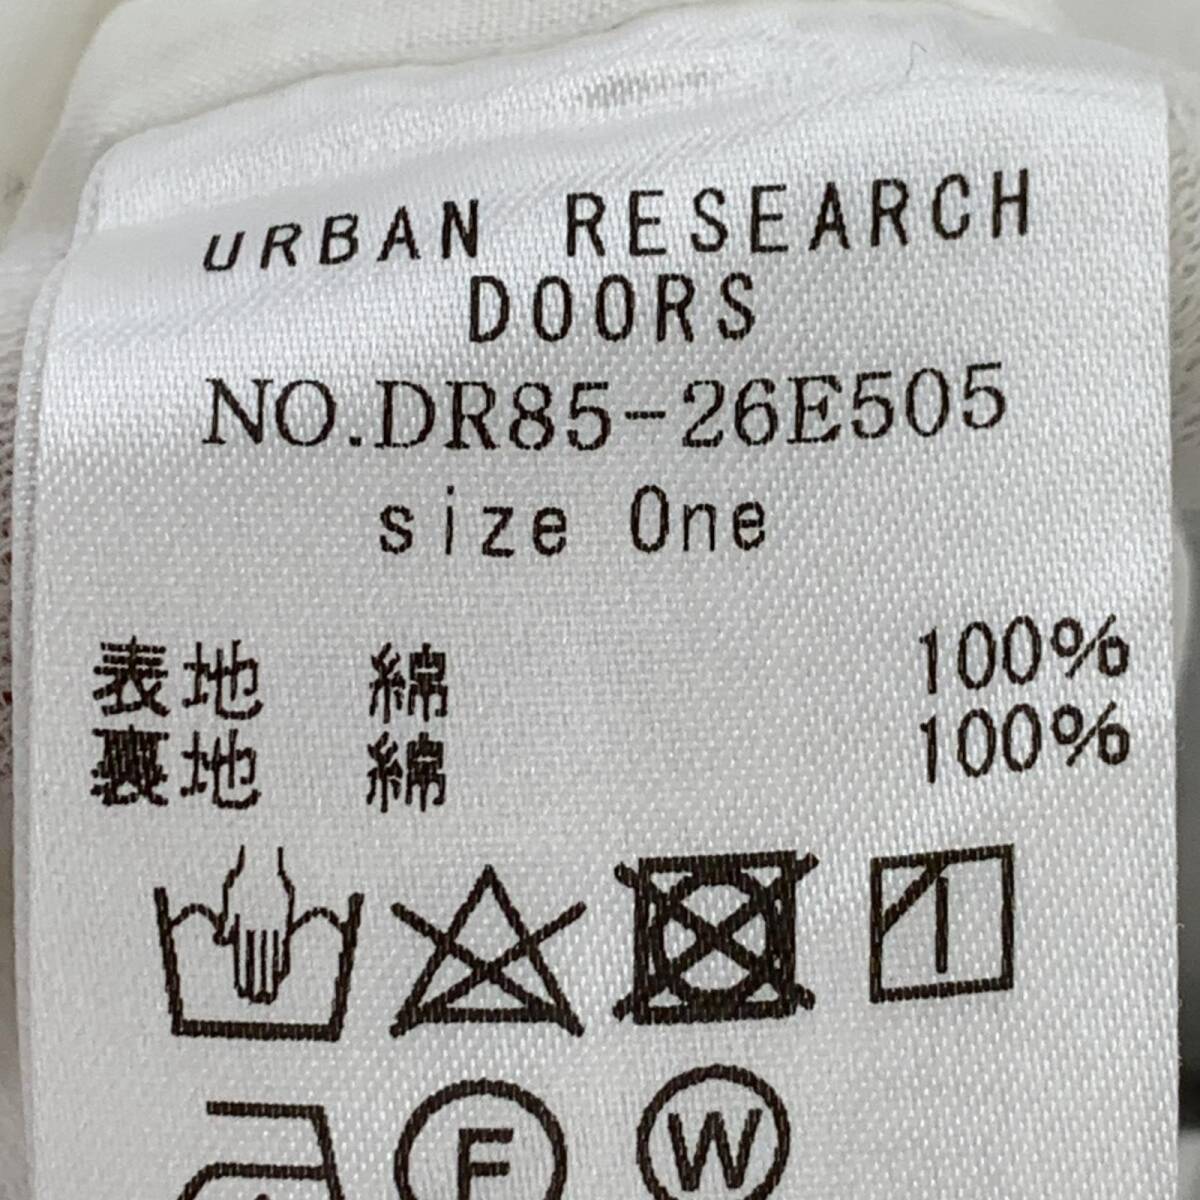 URBAN RESEARCH
DOORS
NO.DR85-26E505
size One
表地 綿 100%
裏地 綿 100%
F W